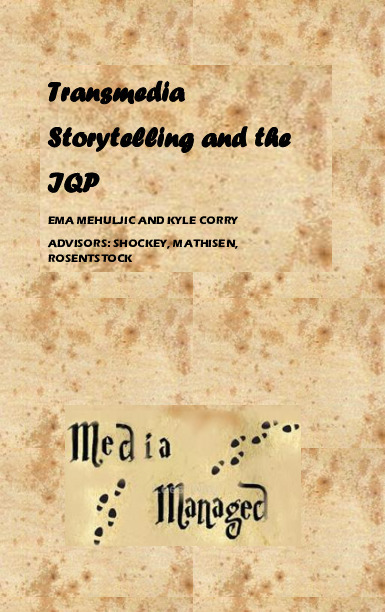 Transmedia
Storytelling and the
IQP
EMA MEHULJIC AND KYLE CORRY
ADVISORS: SHOCKEY, MATHISEN,
ROSENTSTOCK
Media
Managed